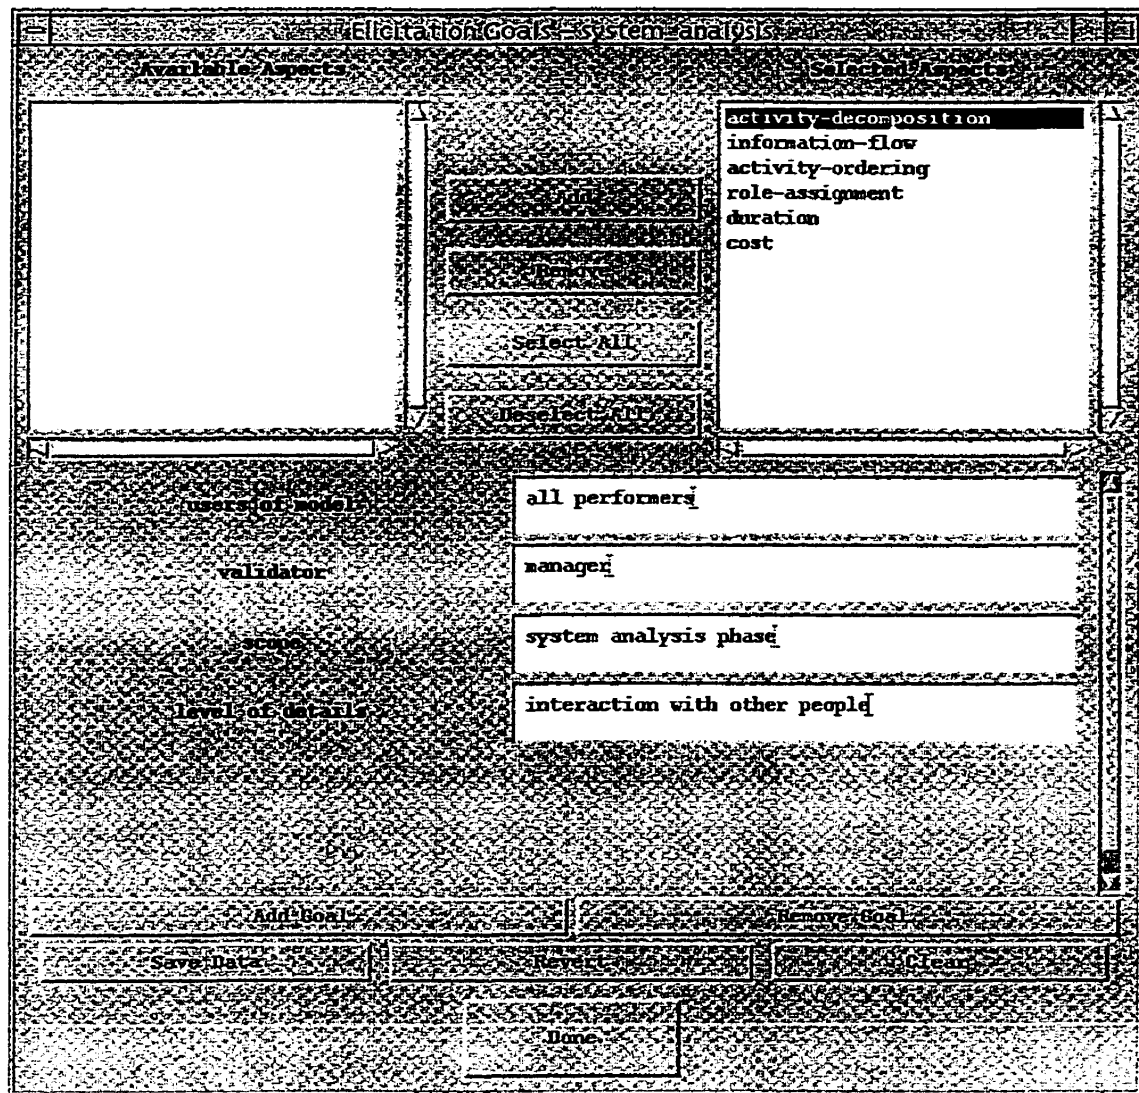 Elicitation Goals - system-analysis
Available Aspects
Selected Aspects
activity-decomposition
information-flow
activity-ordering
role-assignment
duration
cost
Add
Remove
Select All
Deselect All
users of model
all performers
validator
manager
scope
system analysis phase
level of details
interaction with other people
Add Goal
Remove Goal
Save Data
Revert
Clear
Done